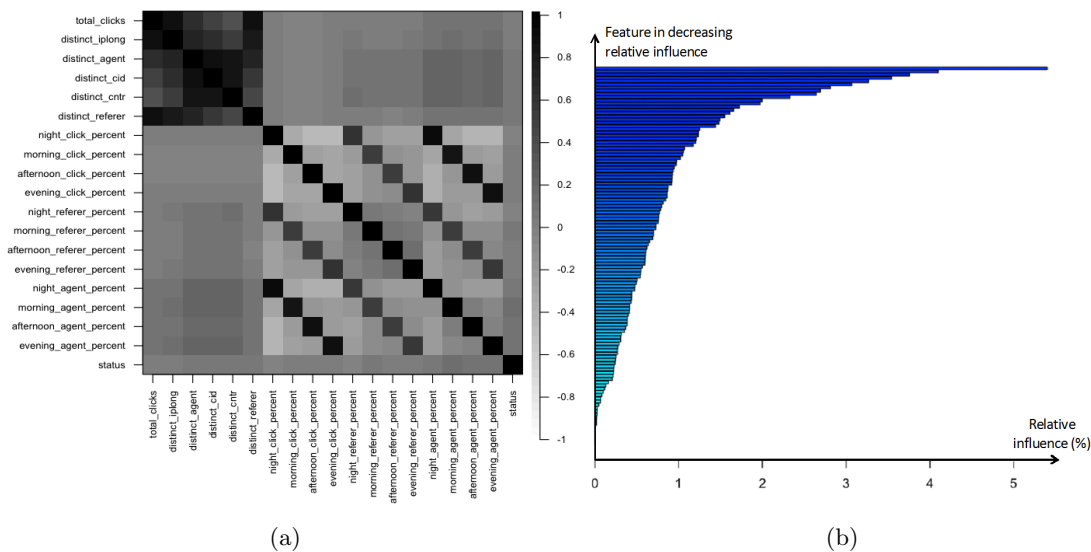 total_clicks
distinct_iplong
distinct_agent
distinct_cid
distinct_cntr
distinct_referer
night_click_percent
morning_click_percent
afternoon_click_percent
evening_click_percent
night_referer_percent
morning_referer_percent
afternoon_referer_percent
evening_referer_percent
night_agent_percent
morning_agent_percent
afternoon_agent_percent
evening_agent_percent
status
total_clicks
distinct_iplong
distinct_agent
distinct_cid
distinct_cntr
distinct_referer
night_click_percent
morning_click_percent
afternoon_click_percent
evening_click_percent
night_referer_percent
morning_referer_percent
afternoon_referer_percent
evening_referer_percent
night_agent_percent
morning_agent_percent
afternoon_agent_percent
evening_agent_percent
status
1
0.8
0.6
0.4
0.2
0
-0.2
-0.4
-0.6
-0.8
-1
(a)
Feature in decreasing
relative influence
Relative
influence (%)
0 1 2 3 4 5
(b)